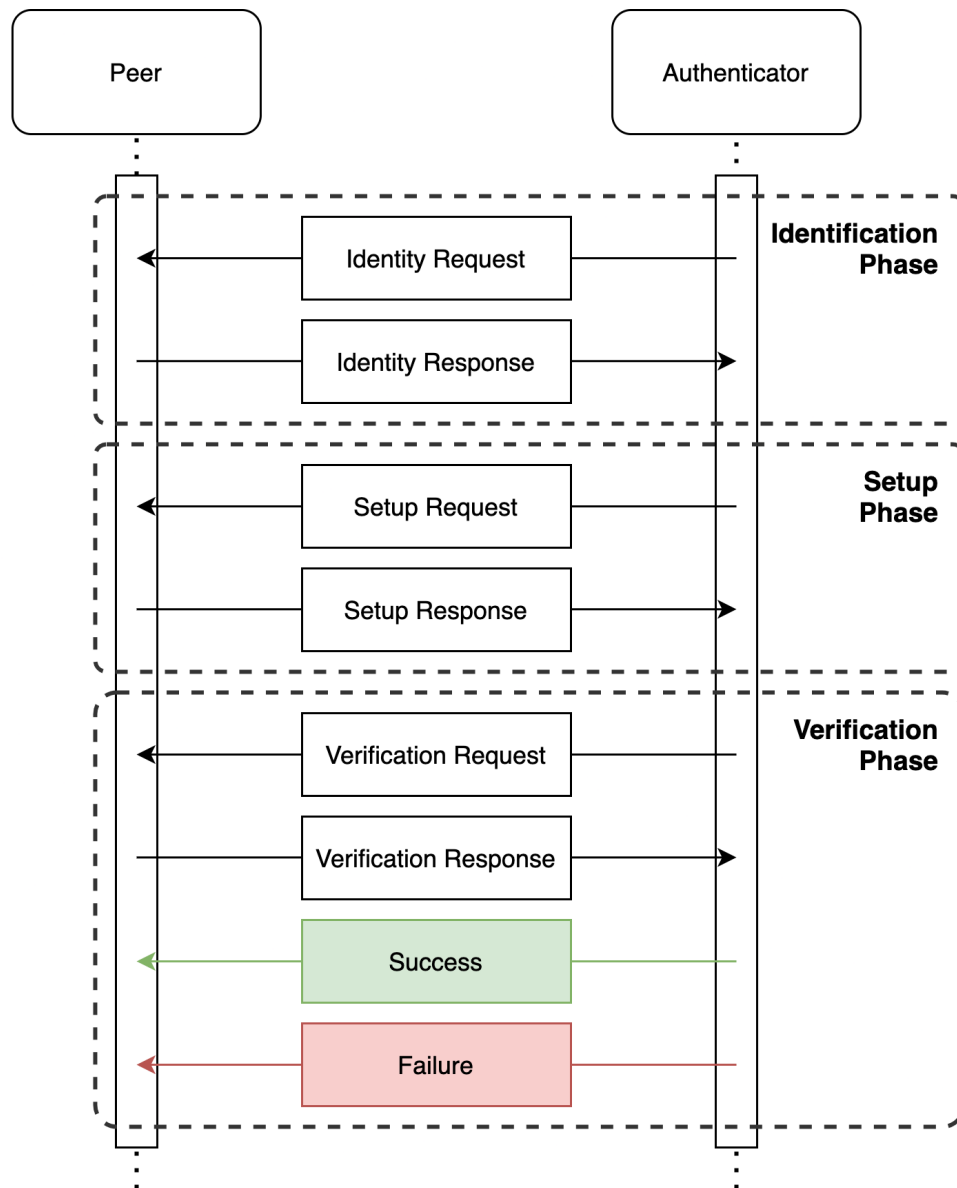 Peer
Authenticator
Identification
Phase
Identity Request
Identity Response
Setup
Phase
Setup Request
Setup Response
Verification
Phase
Verification Request
Verification Response
Success
Failure